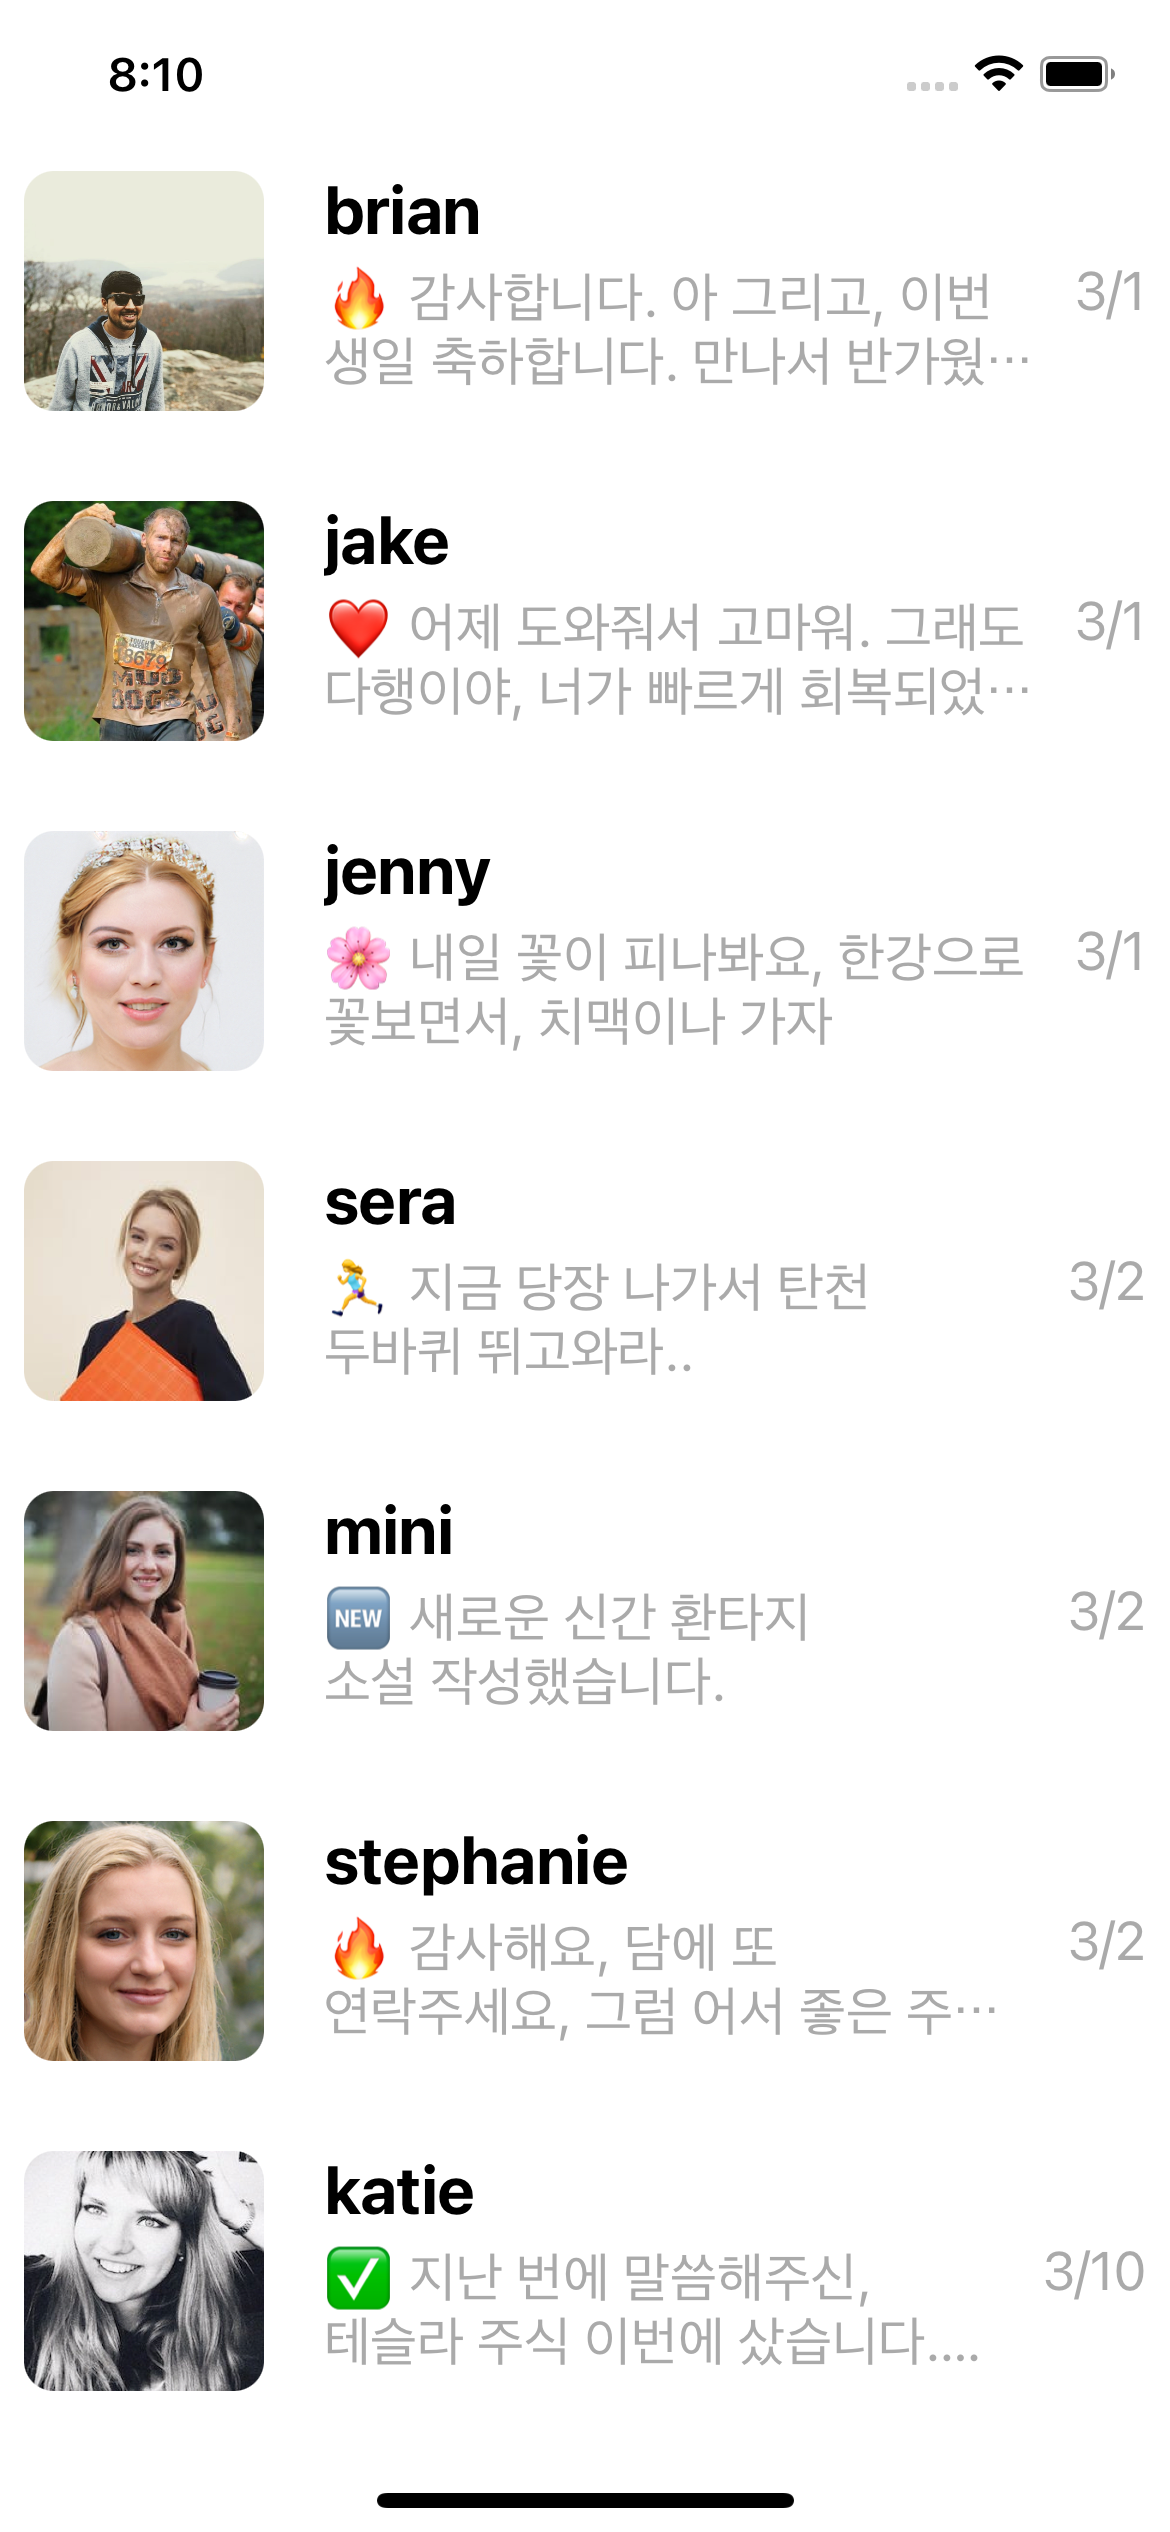 8:10
brian
🔥 감사합니다. 아 그리고, 이번
3/1
생일 축하합니다. 만나서 반가웠…
jake
❤️ 어제 도와줘서 고마워. 그래도
3/1
다행이야, 너가 빠르게 회복되었…
8679
MUD
DOGS
jenny
🌸 내일 꽃이 피나봐요, 한강으로
3/1
꽃보면서, 치맥이나 가자
sera
🏃‍♀️ 지금 당장 나가서 탄천
3/2
두바퀴 뛰고와라..
mini
🆕 새로운 신간 환타지
3/2
소설 작성했습니다.
stephanie
🔥 감사해요, 담에 또
3/2
연락주세요, 그럼 어서 좋은 주…
katie
✅ 지난 번에 말씀해주신,
3/10
테슬라 주식 이번에 샀습니다....